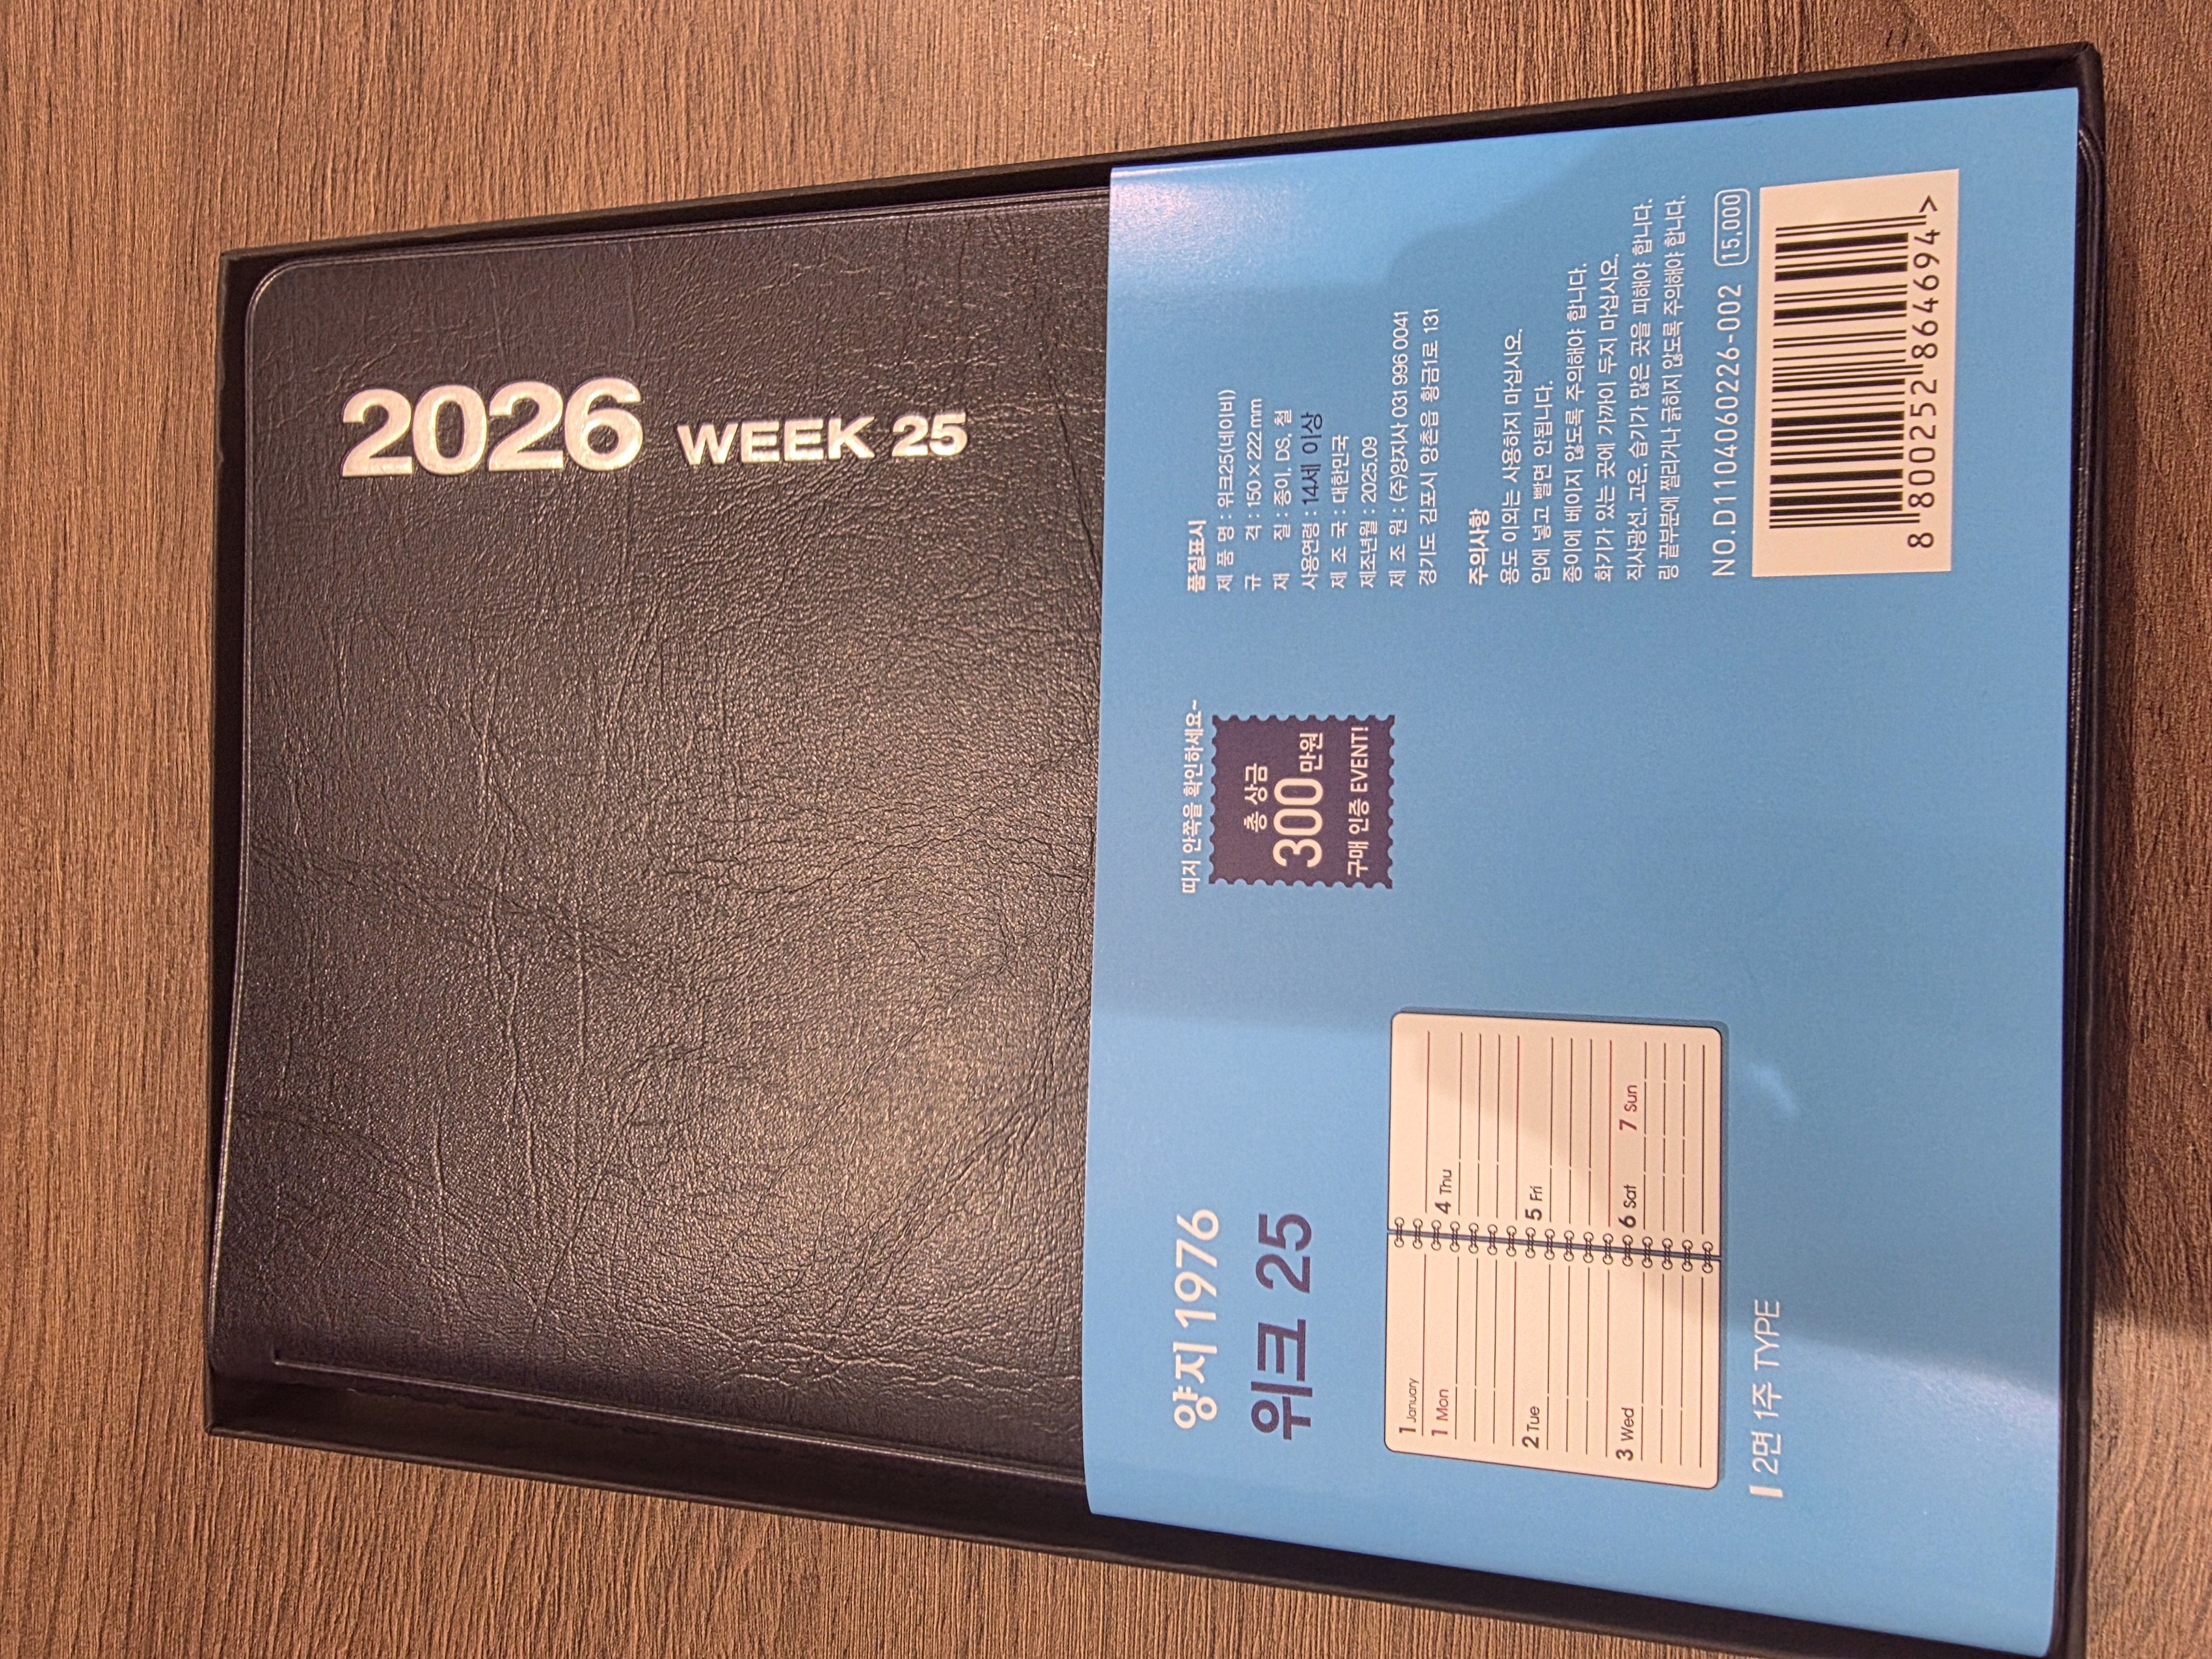 2026 WEEK 25
양지 1976
위크 25
1 January
1 Mon
2 Tue
3 Wed
4 Thu
5 Fri
6 Sat
7 Sun
2면 1주 TYPE
띠지 안쪽을 확인하세요~
총 상금
300만원
구매 인증 EVENT!
품질표시
제 품 명 : 위크25(네이비)
규 격 : 150×222 mm
재 질 : 종이, DS, 철
사용연령 : 14세 이상
제 조 국 : 대한민국
제조년월 : 2025.09
제 조 원 : (주)양지사 031 996 0041
경기도 김포시 양촌읍 황금1로 131
주의사항
용도 이외는 사용하지 마십시오.
입에 넣고 빨면 안됩니다.
종이에 베이지 않도록 주의해야 합니다.
화기가 있는 곳에 가까이 두지 마십시오.
직사광선, 고온, 습기가 많은 곳을 피해야 합니다.
링 끝부분에 찔리거나 긁히지 않도록 주의해야 합니다.
NO.D1104060226-002 15,000
8 800252 864694 >